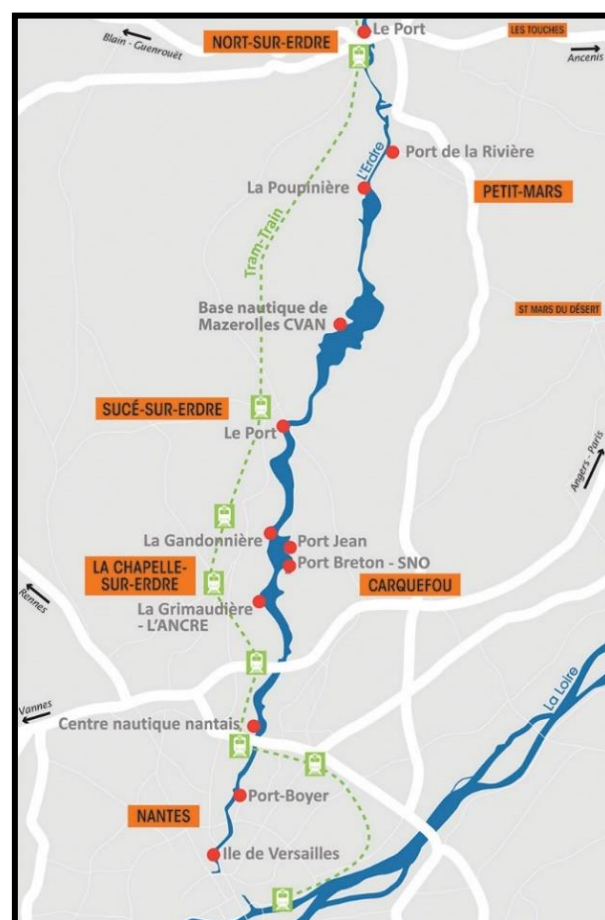 Le Port
LES TOUCHES
Blain - Guenrouët
NORT-SUR-ERDRE
Ancenis
Port de la Rivière
L'Erdre
La Poupinière
PETIT-MARS
Tram-Train
Base nautique de
Mazerolles CVAN
ST MARS DU DÉSERT
SUCÉ-SUR-ERDRE
Le Port
Angers - Paris
La Gandonnière
Port Jean
Port Breton - SNO
LA CHAPELLE-
SUR-ERDRE
CARQUEFOU
Rennes
La Grimaudière
- L'ANCRE
La Loire
Vannes
Centre nautique nantais
Port-Boyer
NANTES
Ile de Versailles